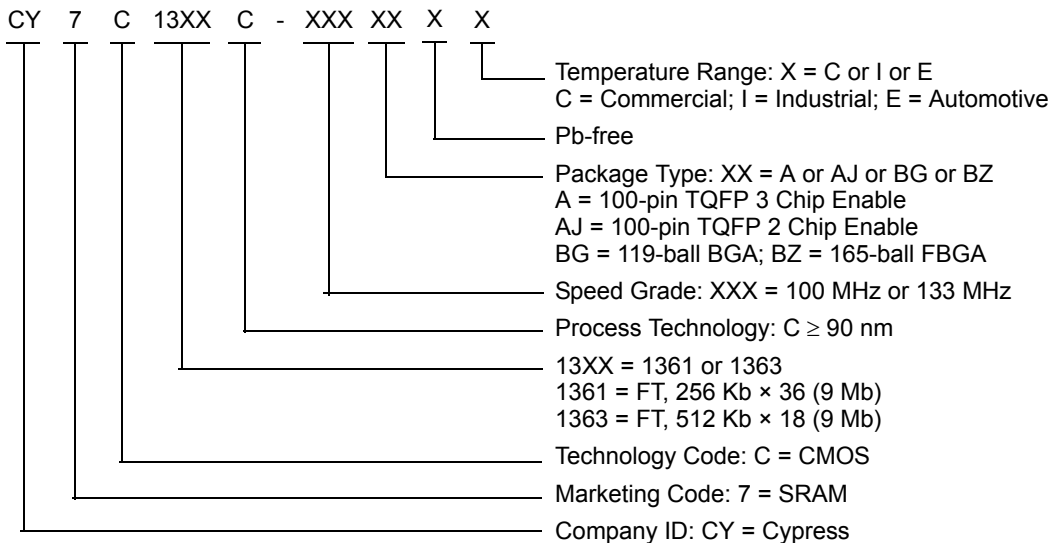 CY 7 C 13XX C - XXX XX X X
Temperature Range: X = C or I or E
C = Commercial; I = Industrial; E = Automotive
Pb-free
Package Type: XX = A or AJ or BG or BZ
A = 100-pin TQFP 3 Chip Enable
AJ = 100-pin TQFP 2 Chip Enable
BG = 119-ball BGA; BZ = 165-ball FBGA
Speed Grade: XXX = 100 MHz or 133 MHz
Process Technology: C ≥ 90 nm
13XX = 1361 or 1363
1361 = FT, 256 Kb × 36 (9 Mb)
1363 = FT, 512 Kb × 18 (9 Mb)
Technology Code: C = CMOS
Marketing Code: 7 = SRAM
Company ID: CY = Cypress